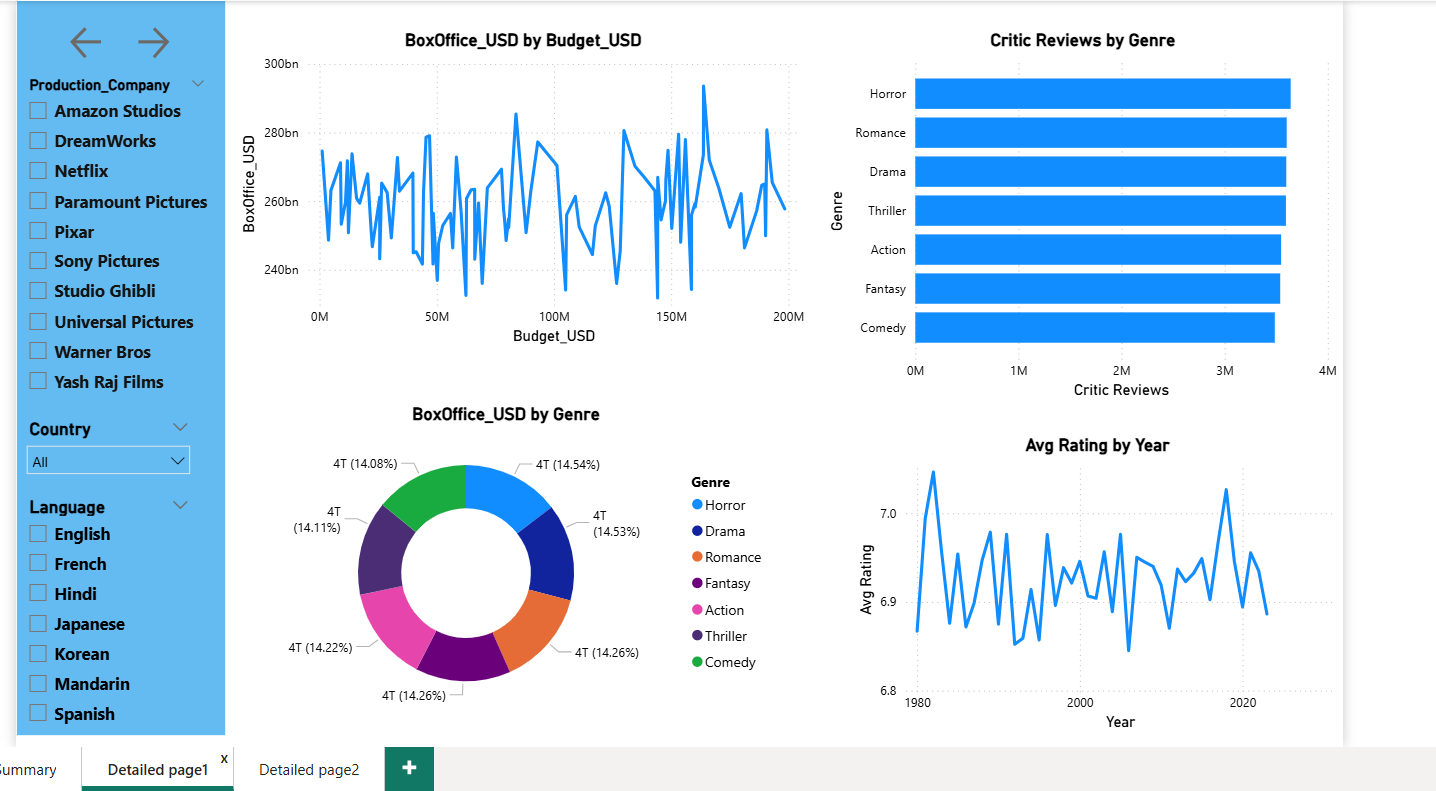 Production_Company
Amazon Studios
DreamWorks
Netflix
Paramount Pictures
Pixar
Sony Pictures
Studio Ghibli
Universal Pictures
Warner Bros
Yash Raj Films
Country
All
Language
English
French
Hindi
Japanese
Korean
Mandarin
Spanish
BoxOffice_USD by Budget_USD
BoxOffice_USD
300bn
280bn
260bn
240bn
0M 50M 100M 150M 200M
Budget_USD
Critic Reviews by Genre
Genre
Horror
Romance
Drama
Thriller
Action
Fantasy
Comedy
0M 1M 2M 3M 4M
Critic Reviews
BoxOffice_USD by Genre
4T (14.08%)
4T (14.54%)
4T
(14.11%)
4T
(14.53%)
4T (14.22%)
4T (14.26%)
4T (14.26%)
Genre
Horror
Drama
Romance
Fantasy
Action
Thriller
Comedy
Avg Rating by Year
Avg Rating
7.0
6.9
6.8
1980 2000 2020
Year
Detailed page1 x
Detailed page2
+